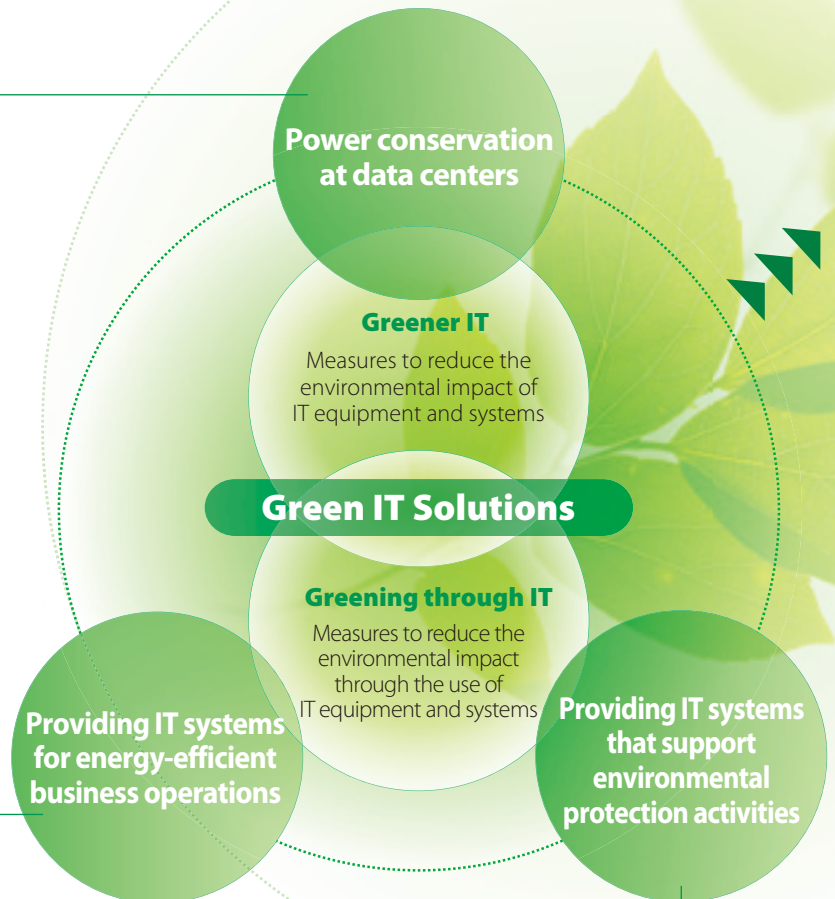 Power conservation
at data centers
Greener IT
Measures to reduce the
environmental impact of
IT equipment and systems
Green IT Solutions
Greening through IT
Measures to reduce the
environmental impact
through the use of
IT equipment and systems
Providing IT systems
for energy-efficient
business operations
Providing IT systems
that support
environmental
protection activities